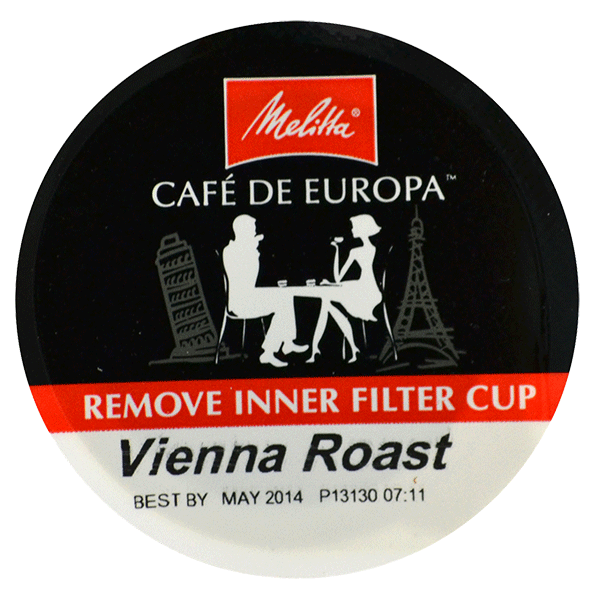 Melitta®
CAFÉ DE EUROPA™
REMOVE INNER FILTER CUP
Vienna Roast
BEST BY MAY 2014 P13130 07:11